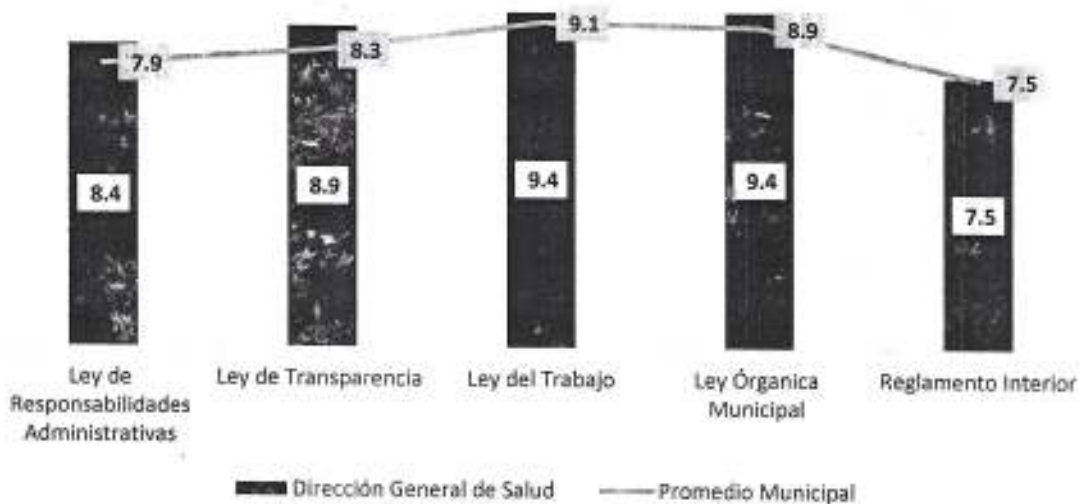 7.9
8.3
9.1
8.9
7.5
8.4
8.9
9.4
9.4
7.5
Ley de
Responsabilidades
Administrativas
Ley de Transparencia
Ley del Trabajo
Ley Órganica
Municipal
Reglamento Interior
Dirección General de Salud
Promedio Municipal